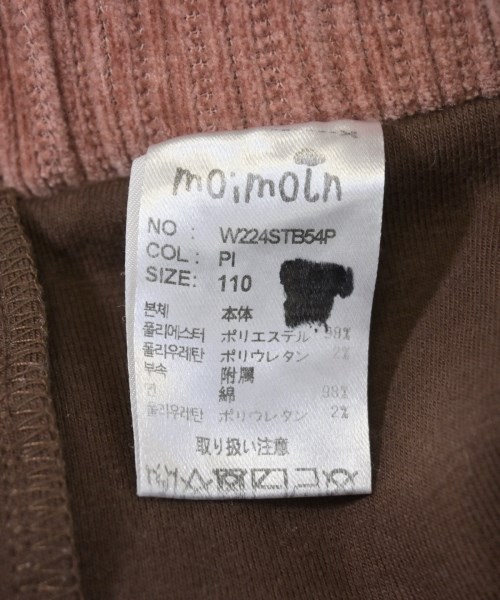 moimoln
NO : W224STB54P
COL : PI
SIZE: 110
본체 本体
폴리에스터 ポリエステル 98%
폴리우레탄 ポリウレタン 2%
부속 附属
면 綿 98%
폴리우레탄 ポリウレタン 2%
取り扱い注意